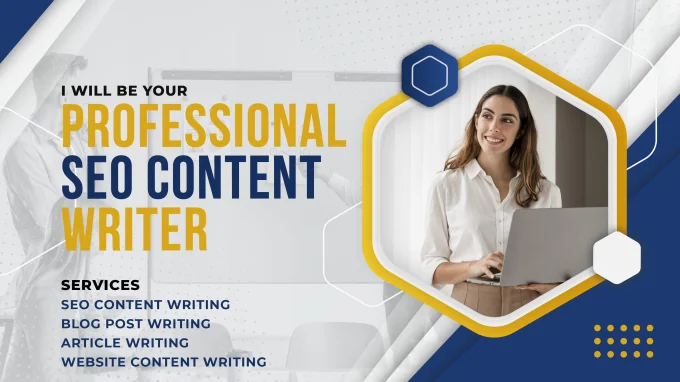 I WILL BE YOUR
PROFESSIONAL
SEO CONTENT
WRITER
SERVICES
SEO CONTENT WRITING
BLOG POST WRITING
ARTICLE WRITING
WEBSITE CONTENT WRITING